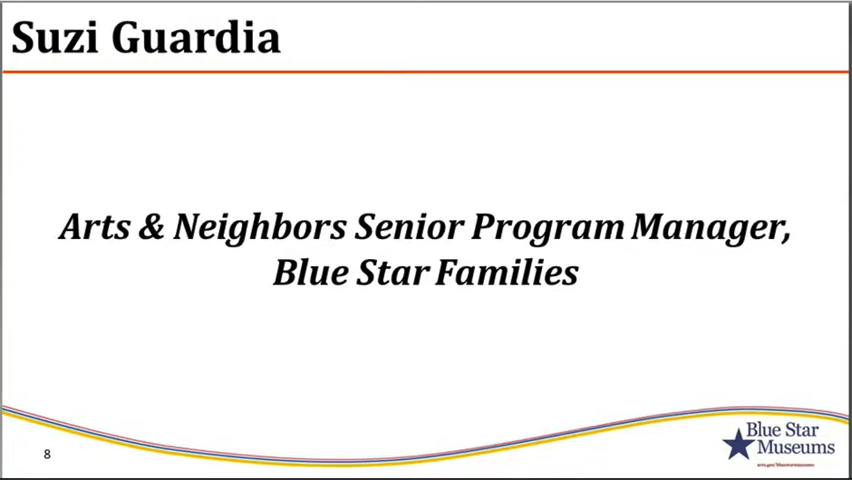 Suzi Guardia
Arts & Neighbors Senior Program Manager,
Blue Star Families
8
Blue Star
Museums